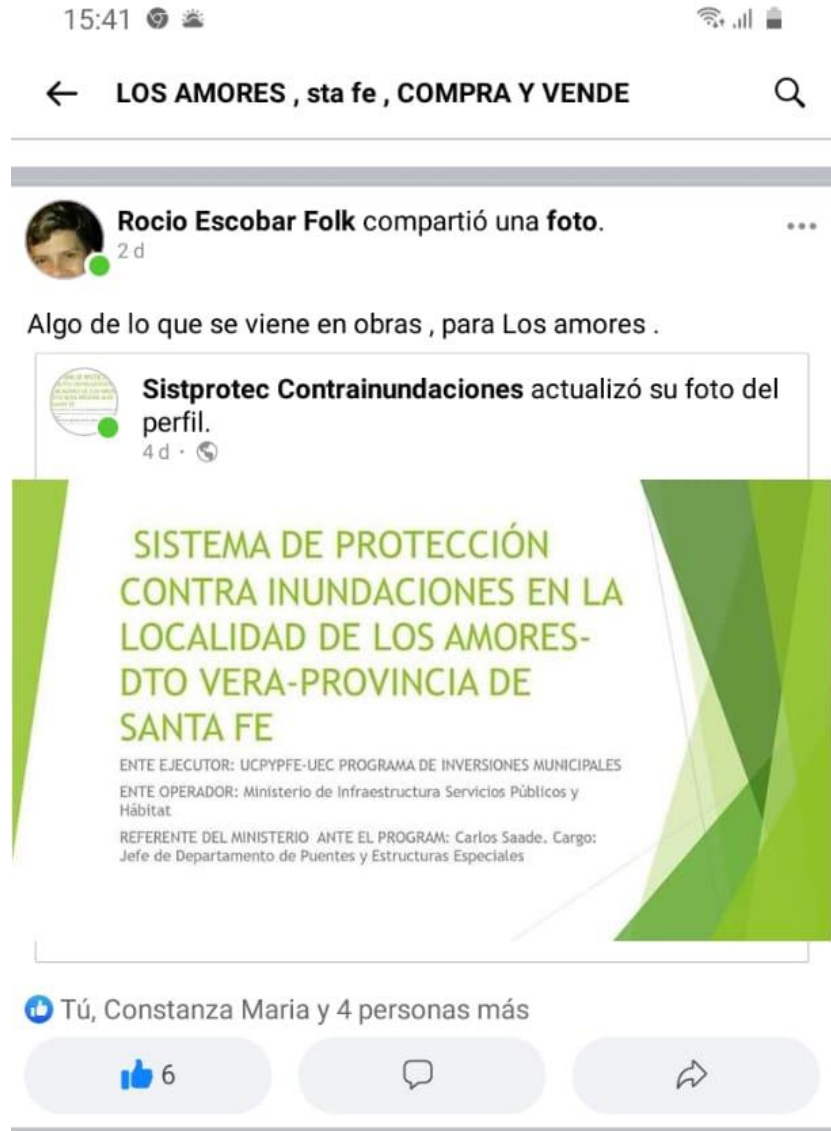 15:41
LOS AMORES , sta fe , COMPRA Y VENDE
Rocio Escobar Folk compartió una foto.
2 d
Algo de lo que se viene en obras , para Los amores .
Sistprotec Contrainundaciones actualizó su foto del
perfil.
4 d ·
SISTEMA DE PROTECCIÓN
CONTRA INUNDACIONES EN LA
LOCALIDAD DE LOS AMORES-
DTO VERA-PROVINCIA DE
SANTA FE
ENTE EJECUTOR: UCPYPFE-UEC PROGRAMA DE INVERSIONES MUNICIPALES
ENTE OPERADOR: Ministerio de Infraestructura Servicios Públicos y
Hábitat
REFERENTE DEL MINISTERIO ANTE EL PROGRAM: Carlos Saade. Cargo:
Jefe de Departamento de Puentes y Estructuras Especiales
Tú, Constanza Maria y 4 personas más
6